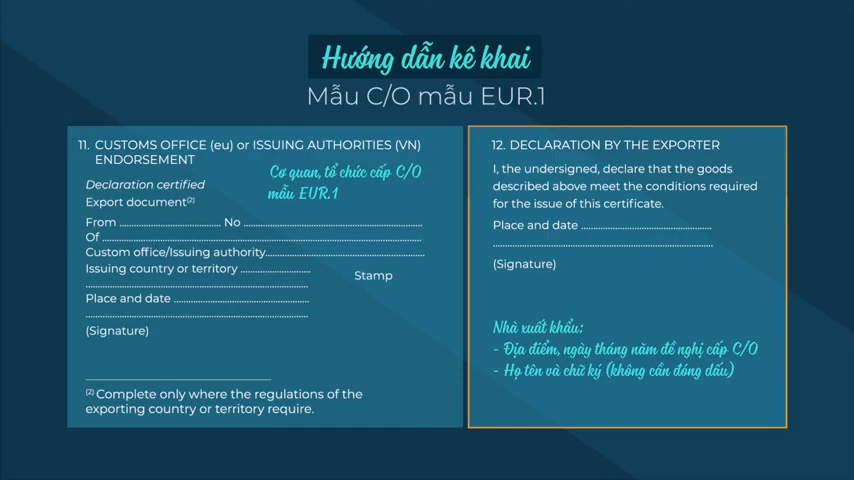 Hướng dẫn kê khai
Mẫu C/O mẫu EUR.1
11. CUSTOMS OFFICE (eu) or ISSUING AUTHORITIES (VN)
ENDORSEMENT
Cơ quan, tổ chức cấp C/O
mẫu EUR.1
Declaration certified
Export document(2)
From .................................. No ............................................................
Of ...........................................................................................................
Custom office/Issuing authority.....................................................
Issuing country or territory .......................
..........................................................................
Stamp
Place and date .............................................
..........................................................................
(Signature)
(2) Complete only where the regulations of the
exporting country or territory require.
12. DECLARATION BY THE EXPORTER
I, the undersigned, declare that the goods
described above meet the conditions required
for the issue of this certificate.
Place and date ...........................................
.........................................................................
(Signature)
Nhà xuất khẩu:
- Địa điểm, ngày tháng năm đề nghị cấp C/O
- Họ tên và chữ ký (không cần đóng dấu)